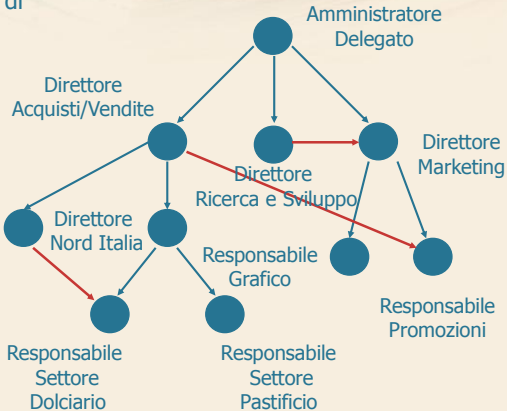 di
Amministratore
Delegato
Direttore
Acquisti/Vendite
Direttore
Marketing
Direttore
Ricerca e Sviluppo
Direttore
Nord Italia
Responsabile
Grafico
Responsabile
Promozioni
Responsabile
Settore
Dolciario
Responsabile
Settore
Pastificio